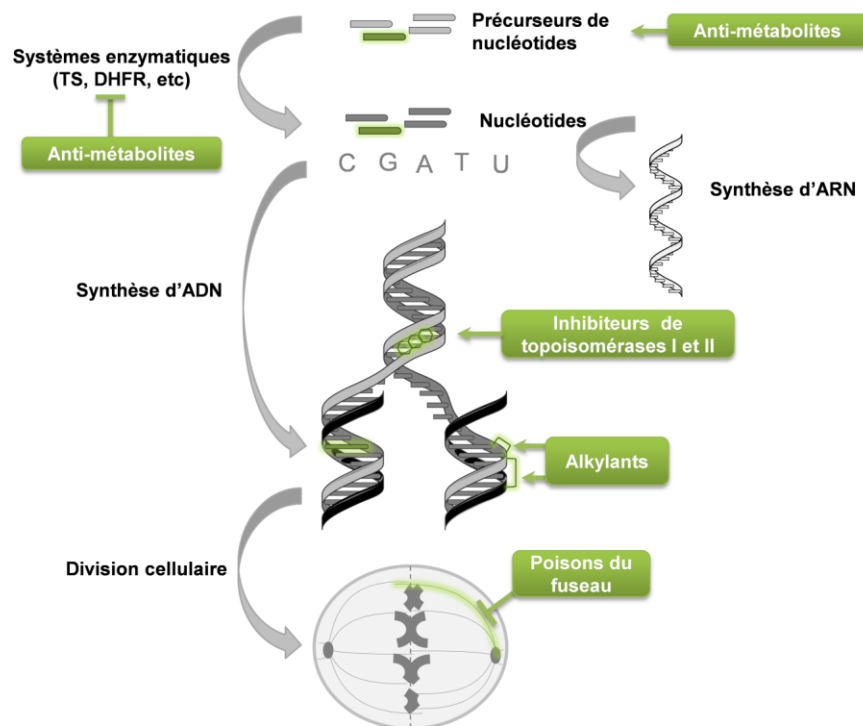 Précurseurs de
nucléotides
Anti-métabolites
Systèmes enzymatiques
(TS, DHFR, etc)
Anti-métabolites
Nucléotides
C G A T U
Synthèse d’ARN
Synthèse d’ADN
Inhibiteurs de
topoisomérases I et II
Alkylants
Division cellulaire
Poisons du
fuseau